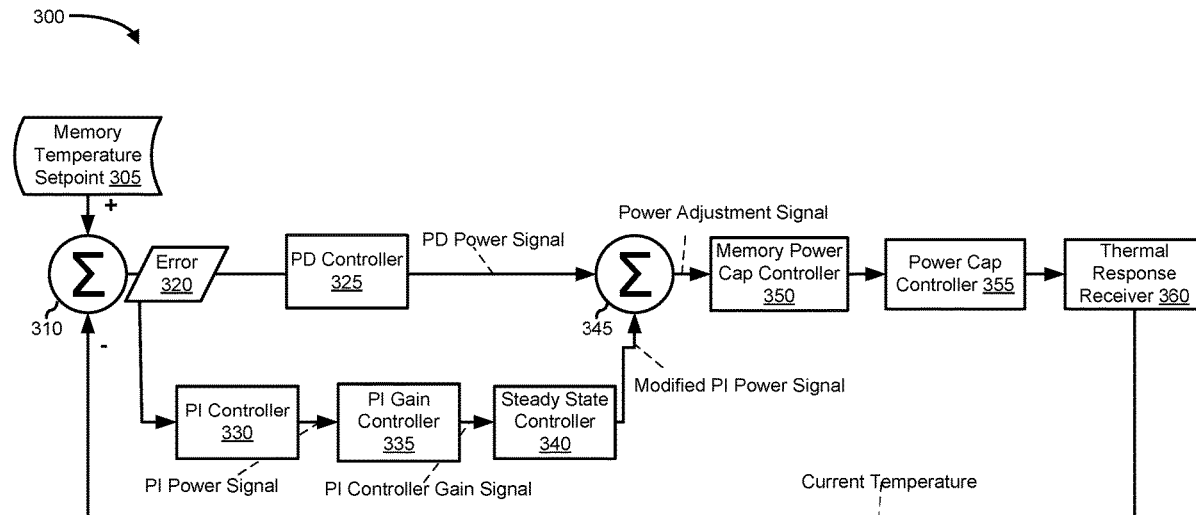 300
Memory
Temperature
Setpoint 305
+
Σ
310
-
Error
320
PD Controller
325
PD Power Signal
Σ
345
Power Adjustment Signal
Memory Power
Cap Controller
350
Power Cap
Controller 355
Thermal
Response
Receiver 360
Modified PI Power Signal
PI Controller
330
PI Gain
Controller
335
Steady State
Controller
340
PI Power Signal
PI Controller Gain Signal
Current Temperature